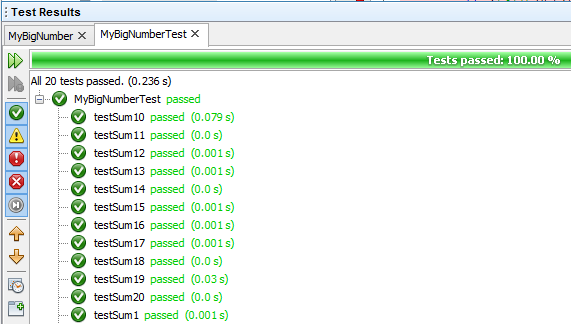 Test Results
MyBigNumber MyBigNumberTest
Tests passed: 100.00 %
All 20 tests passed. (0.236 s)
MyBigNumberTest passed
testSum10 passed (0.079 s)
testSum11 passed (0.0 s)
testSum12 passed (0.001 s)
testSum13 passed (0.001 s)
testSum14 passed (0.0 s)
testSum15 passed (0.001 s)
testSum16 passed (0.001 s)
testSum17 passed (0.001 s)
testSum18 passed (0.0 s)
testSum19 passed (0.03 s)
testSum20 passed (0.0 s)
testSum1 passed (0.001 s)